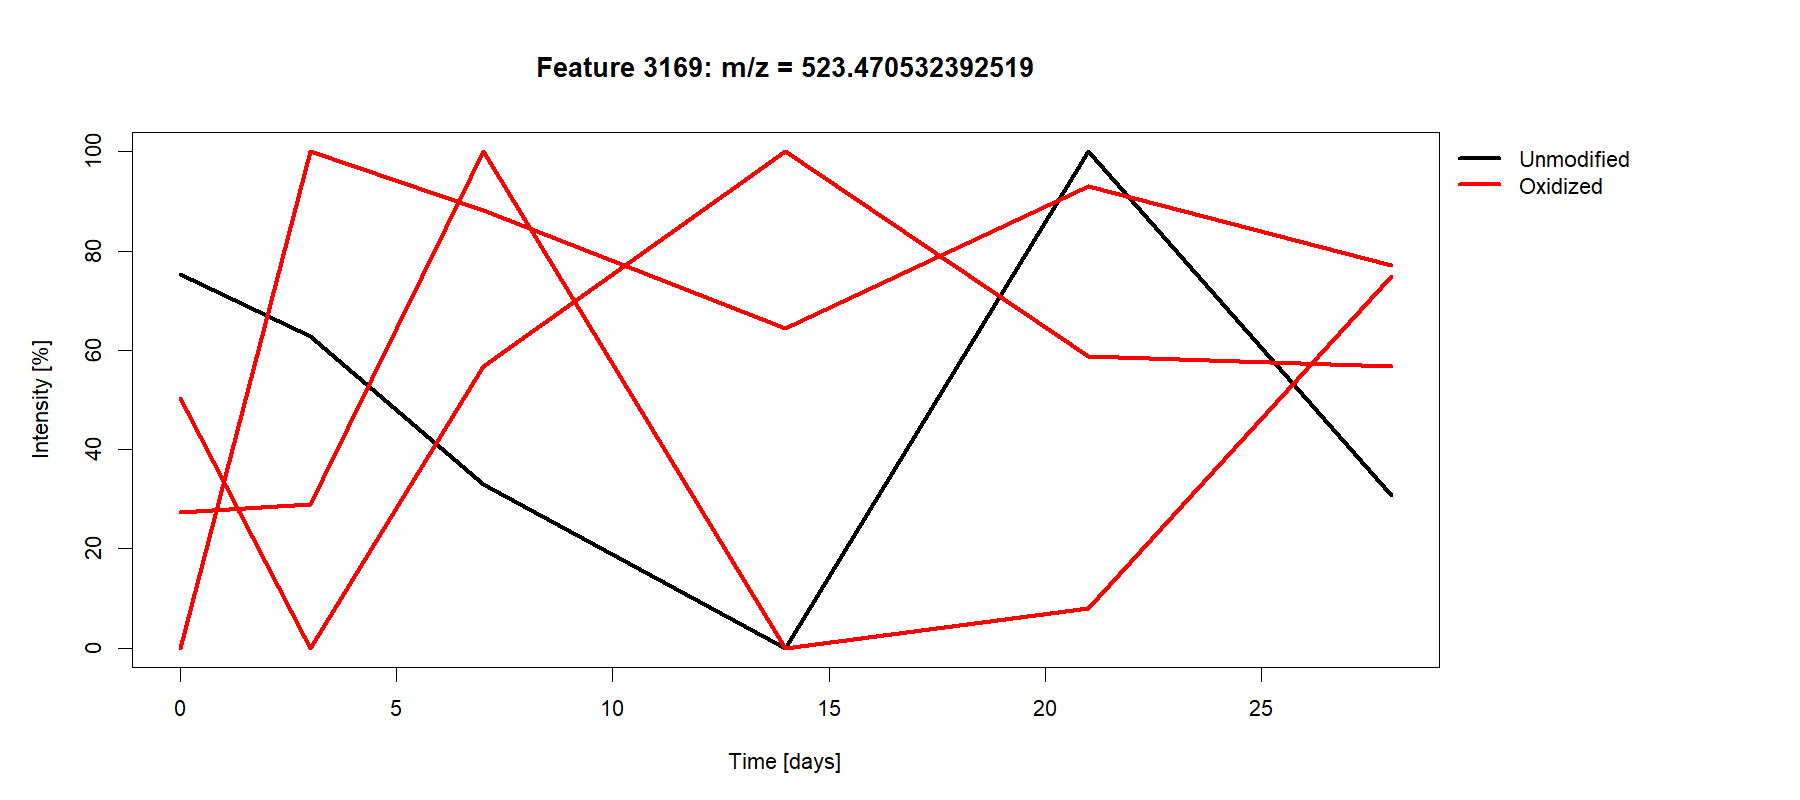 Feature 3169: m/z = 523.470532392519
Unmodified
Oxidized
Intensity [%]
100
80
60
40
20
0
0 5 10 15 20 25
Time [days]